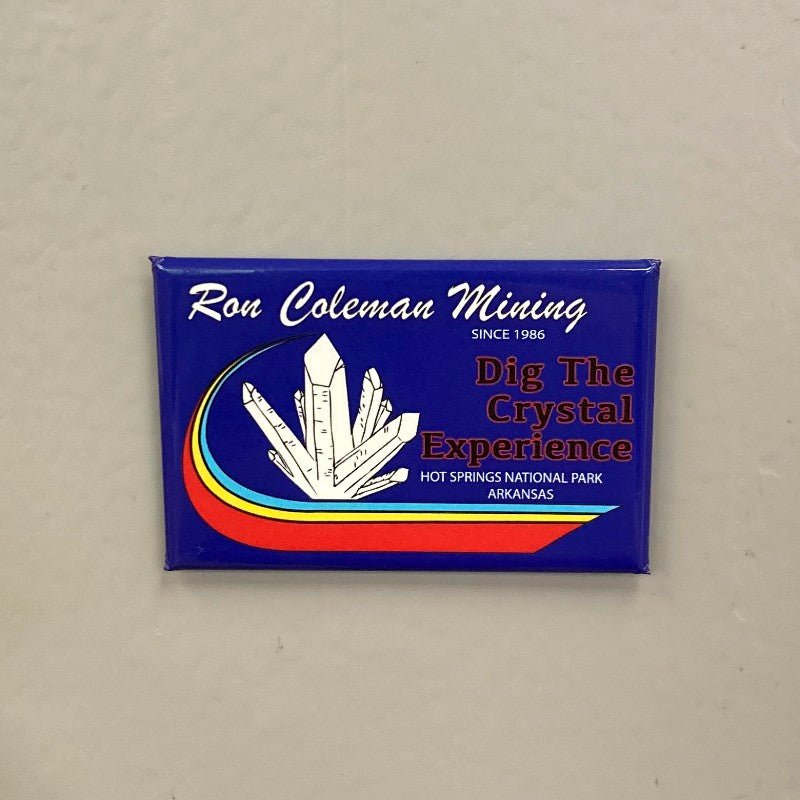 Ron Coleman Mining
SINCE 1986
Dig The
Crystal
Experience
HOT SPRINGS NATIONAL PARK
ARKANSAS